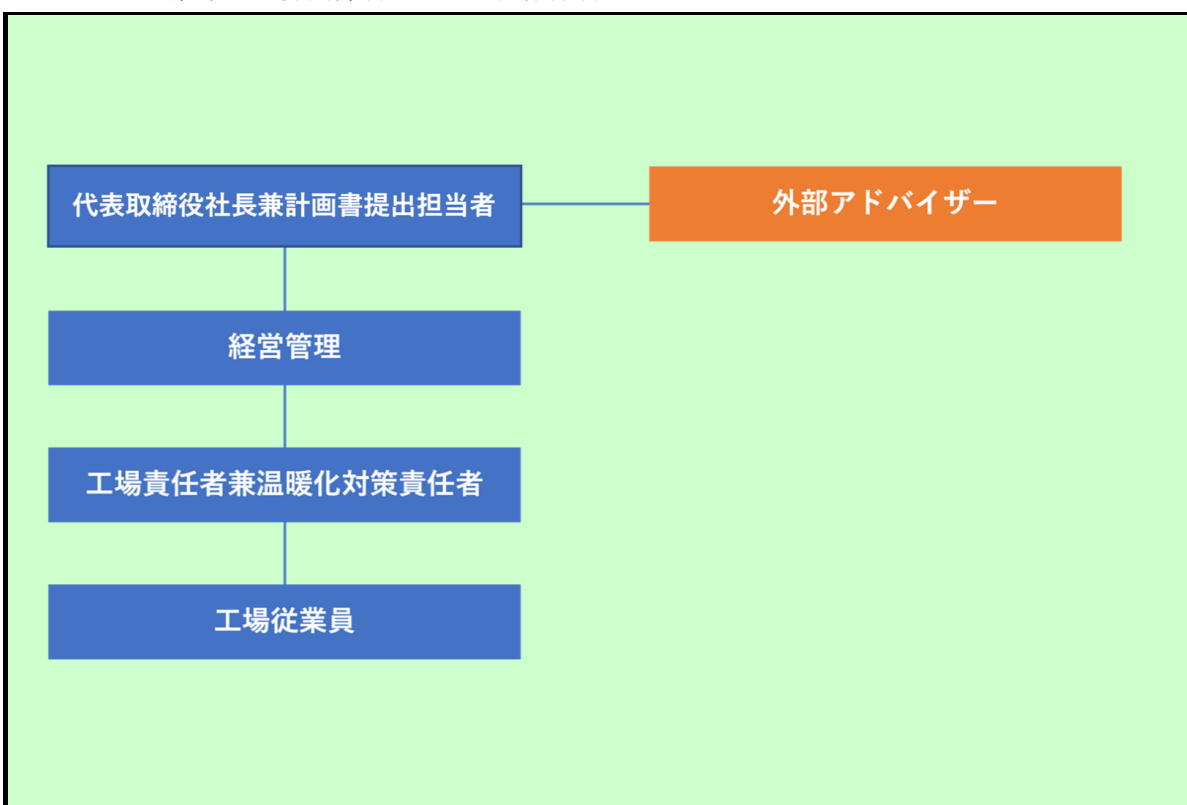 代表取締役社長兼計画書提出担当者
外部アドバイザー
経営管理
工場責任者兼温暖化対策責任者
工場従業員